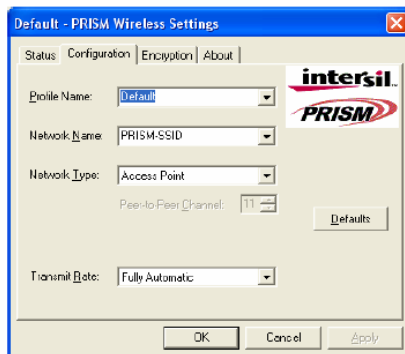 Default - PRISM Wireless Settings
Status Configuration Encryption About
Profile Name: Default
intersil
PRISM
Network Name: PRISM-SSID
Network Type: Access Point
Peer-to-Peer Channel: 11
Defaults
Transmit Rate: Fully Automatic
OK Cancel Apply